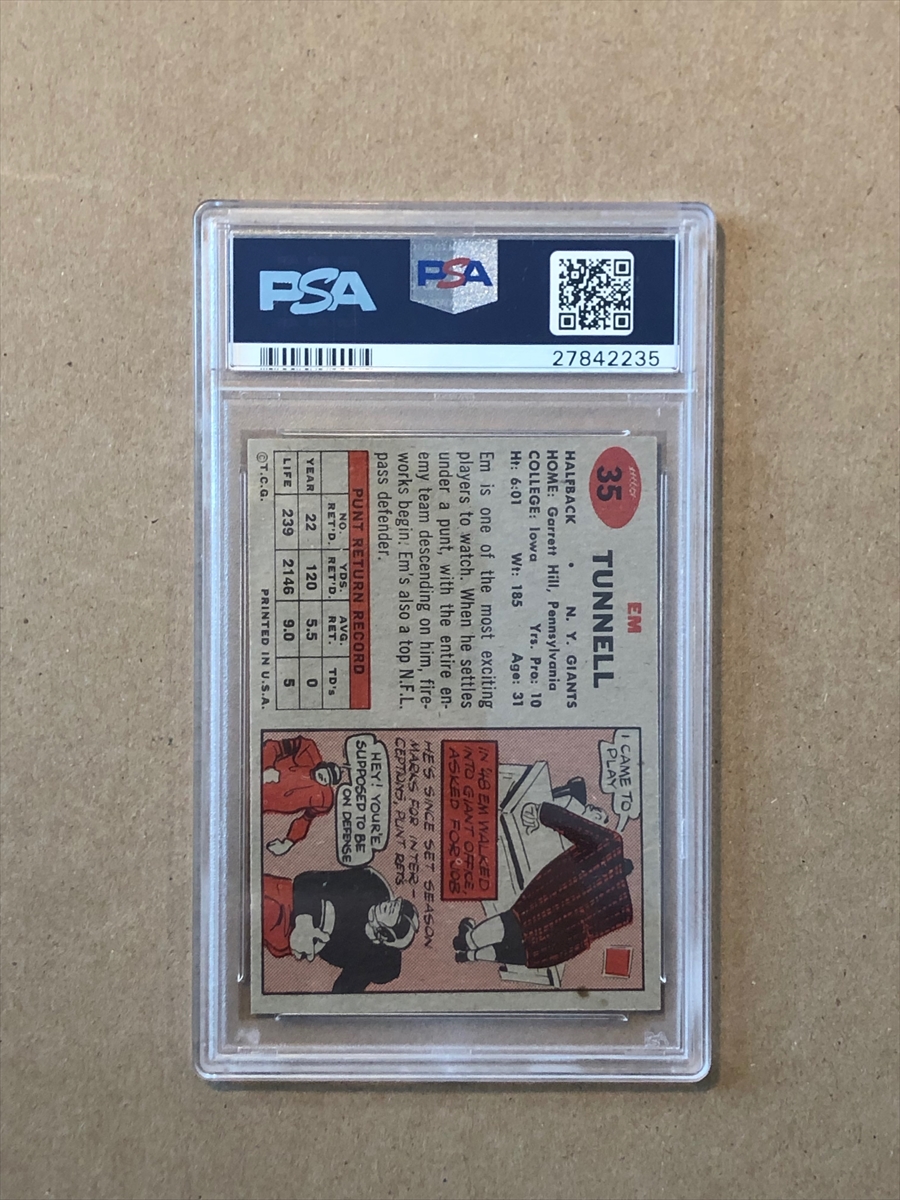 PSA
PSA
27842235
35
EM
TUNNELL
HALFBACK • N. Y. GIANTS
HOME: Garrett Hill, Pennsylvania
COLLEGE: Iowa Yrs. Pro: 10
Ht: 6:01 Wt: 185 Age: 31
Em is one of the most exciting
players to watch. When he settles
under a punt, with the entire en-
emy team descending on him, fire-
works begin. Em's also a top N.F.L.
pass defender.
PUNT RETURN RECORD
NO. RET'D. YDS. RET'D. AVG. RET. TD's
YEAR 22 120 5.5 0
LIFE 239 2146 9.0 5
©T.C.G. PRINTED IN U.S.A.
I CAME TO
PLAY
IN '48 EM WALKED
INTO GIANT OFFICE,
ASKED FOR JOB
HE'S SINCE SET SEASON
MARKS FOR INTER-
CEPTIONS, PUNT RETS
HEY! YOUR'E
SUPPOSED TO BE
ON DEFENSE